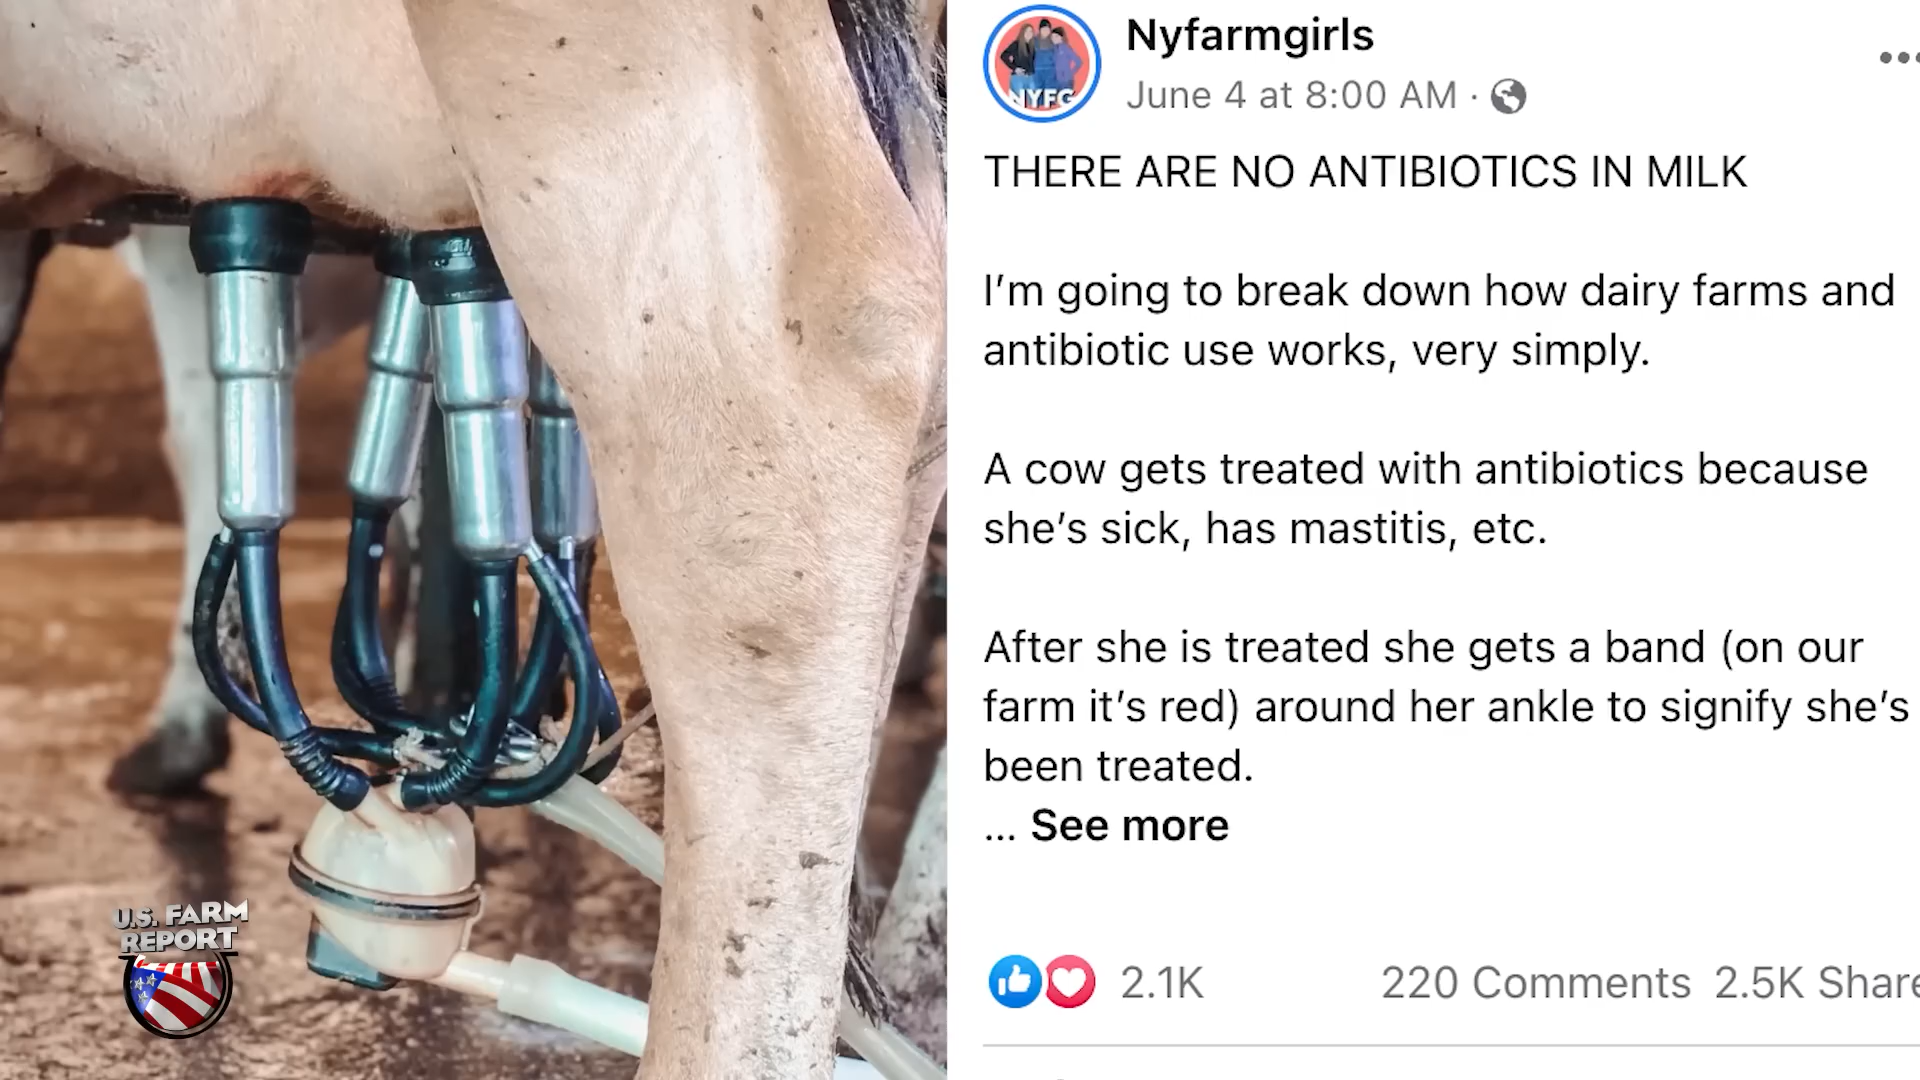 Nyfarmgirls
June 4 at 8:00 AM ·
NYFG
THERE ARE NO ANTIBIOTICS IN MILK
I’m going to break down how dairy farms and
antibiotic use works, very simply.
A cow gets treated with antibiotics because
she’s sick, has mastitis, etc.
After she is treated she gets a band (on our
farm it’s red) around her ankle to signify she’s
been treated.
... See more
2.1K
220 Comments 2.5K Share
U.S. FARM
REPORT